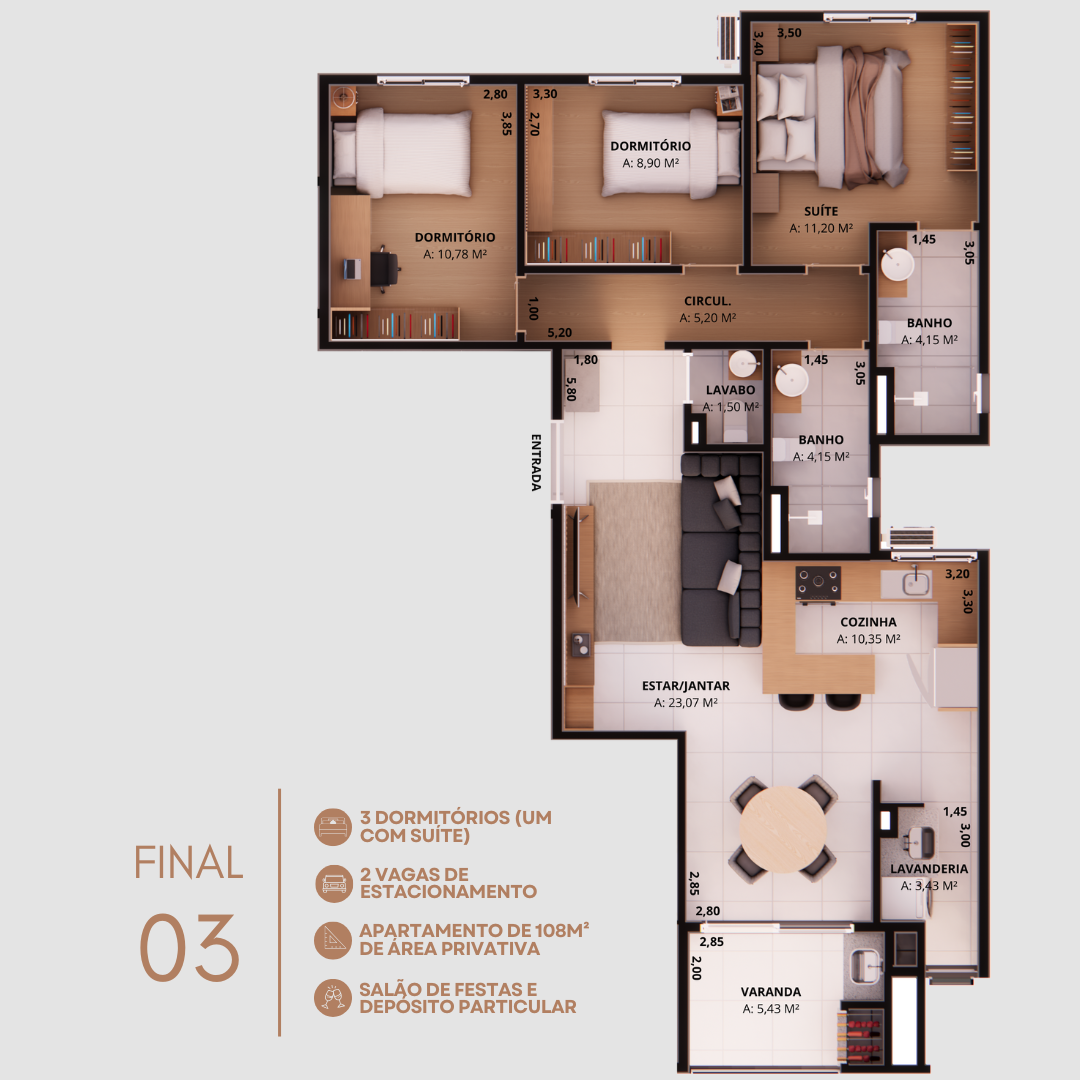 3,40
3,50
2,80
3,85
3,30
2,70
DORMITÓRIO
A: 8,90 M²
SUÍTE
A: 11,20 M²
DORMITÓRIO
A: 10,78 M²
1,45
3,05
CIRCUL.
A: 5,20 M²
1,00
5,20
BANHO
A: 4,15 M²
1,80
5,80
LAVABO
A: 1,50 M²
1,45
3,05
BANHO
A: 4,15 M²
ENTRADA
3,20
3,30
COZINHA
A: 10,35 M²
ESTAR/JANTAR
A: 23,07 M²
1,45
3,00
LAVANDERIA
A: 3,43 M²
2,85
2,80
2,85
2,00
VARANDA
A: 5,43 M²
FINAL
03
3 DORMITÓRIOS (UM
COM SUÍTE)
2 VAGAS DE
ESTACIONAMENTO
APARTAMENTO DE 108M²
DE ÁREA PRIVATIVA
SALÃO DE FESTAS E
DEPÓSITO PARTICULAR